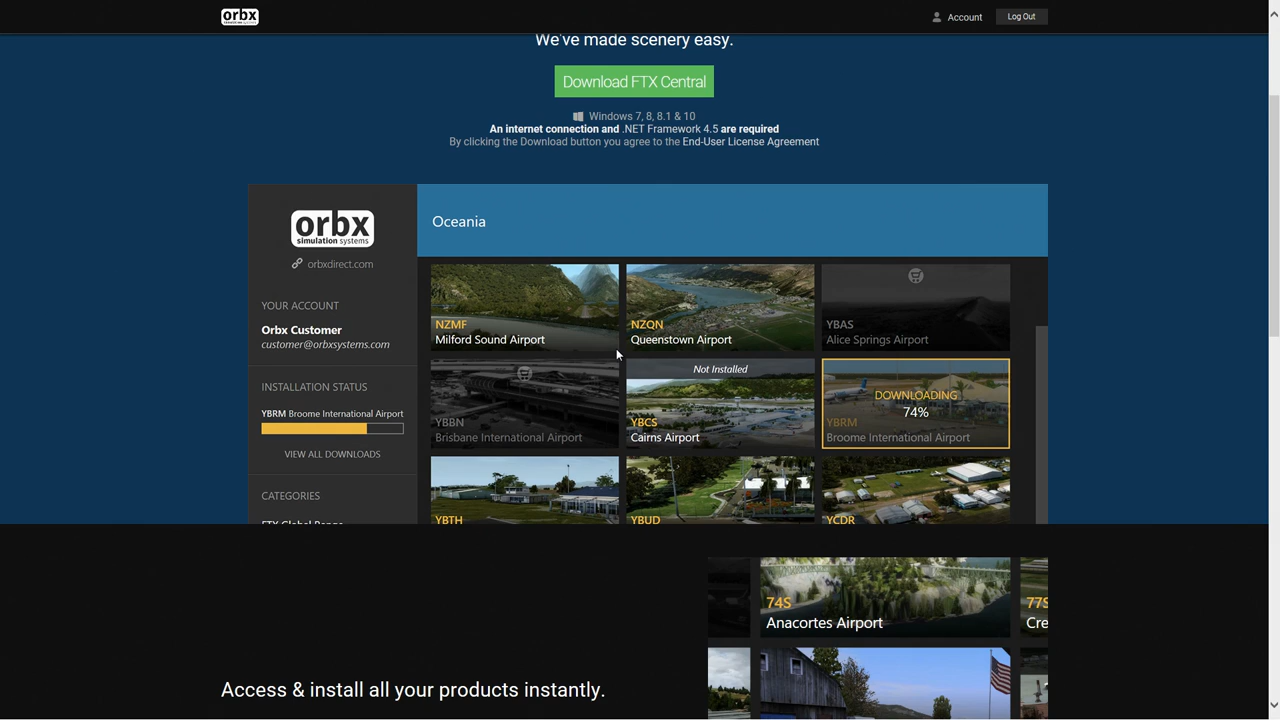 orbx
Account
Log Out
We've made scenery easy.
Download FTX Central
Windows 7, 8, 8.1 & 10
An internet connection and .NET Framework 4.5 are required
By clicking the Download button you agree to the End-User License Agreement
orbx
simulation systems
orbxdirect.com
YOUR ACCOUNT
Orbx Customer
customer@orbxsystems.com
INSTALLATION STATUS
YBRM Broome International Airport
VIEW ALL DOWNLOADS
CATEGORIES
FTX Global Range
Oceania
NZMF
Milford Sound Airport
NZQN
Queenstown Airport
YBAS
Alice Springs Airport
YBBN
Brisbane International Airport
Not Installed
YBCS
Cairns Airport
DOWNLOADING
74%
YBRM
Broome International Airport
YBTH
YBUD
YCDR
74S
Anacortes Airport
77S
Cre
Access & install all your products instantly.